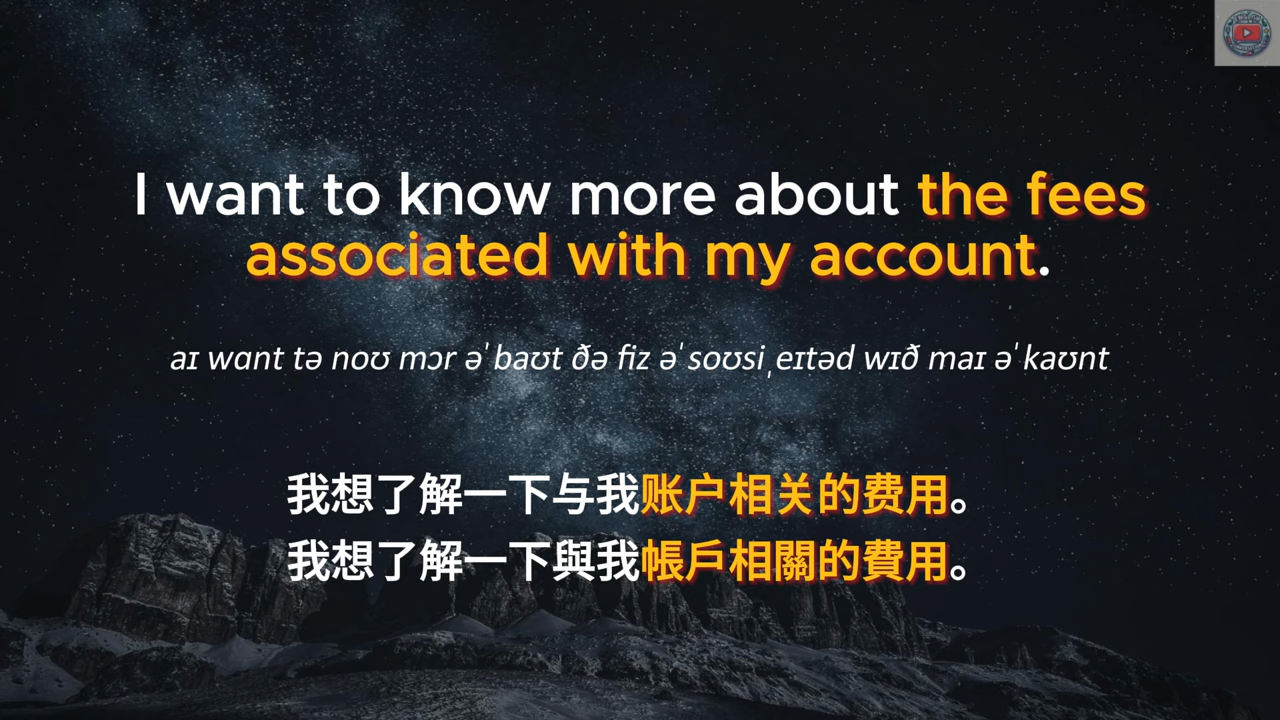 I want to know more about the fees
associated with my account.
aɪ wɑnt tə noʊ mɔr əˈbaʊt ðə fiz əˈsoʊsiˌeɪtəd wɪð maɪ əˈkaʊnt
我想了解一下与我账户相关的费用。
我想了解一下與我帳戶相關的費用。